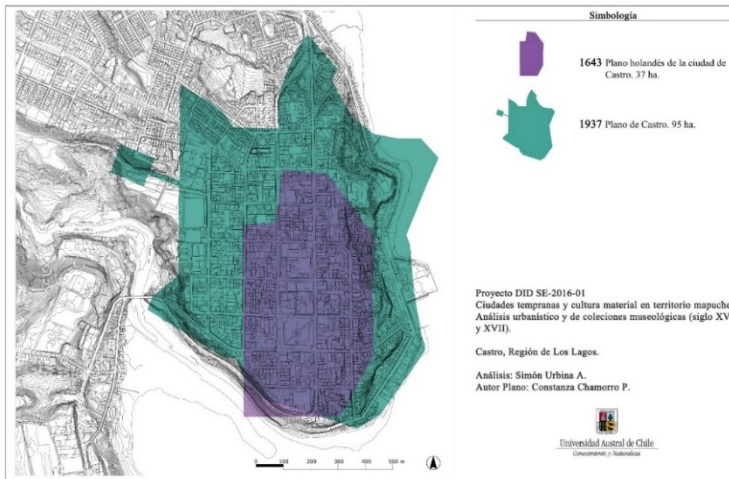 Simbología
1643 Plano holandés de la ciudad de
Castro. 37 ha.
1937 Plano de Castro. 95 ha.
Proyecto DID SE-2016-01
Ciudades tempranas y cultura material en territorio mapuche
Análisis urbanístico y de coleciones museológicas (siglo XV
y XVII).
Castro, Región de Los Lagos.
Análisis: Simón Urbina A.
Autor Plano: Constanza Chamorro P.
Universidad Austral de Chile
Conocimiento y Naturaleza
0 100 200 300 400 500 m